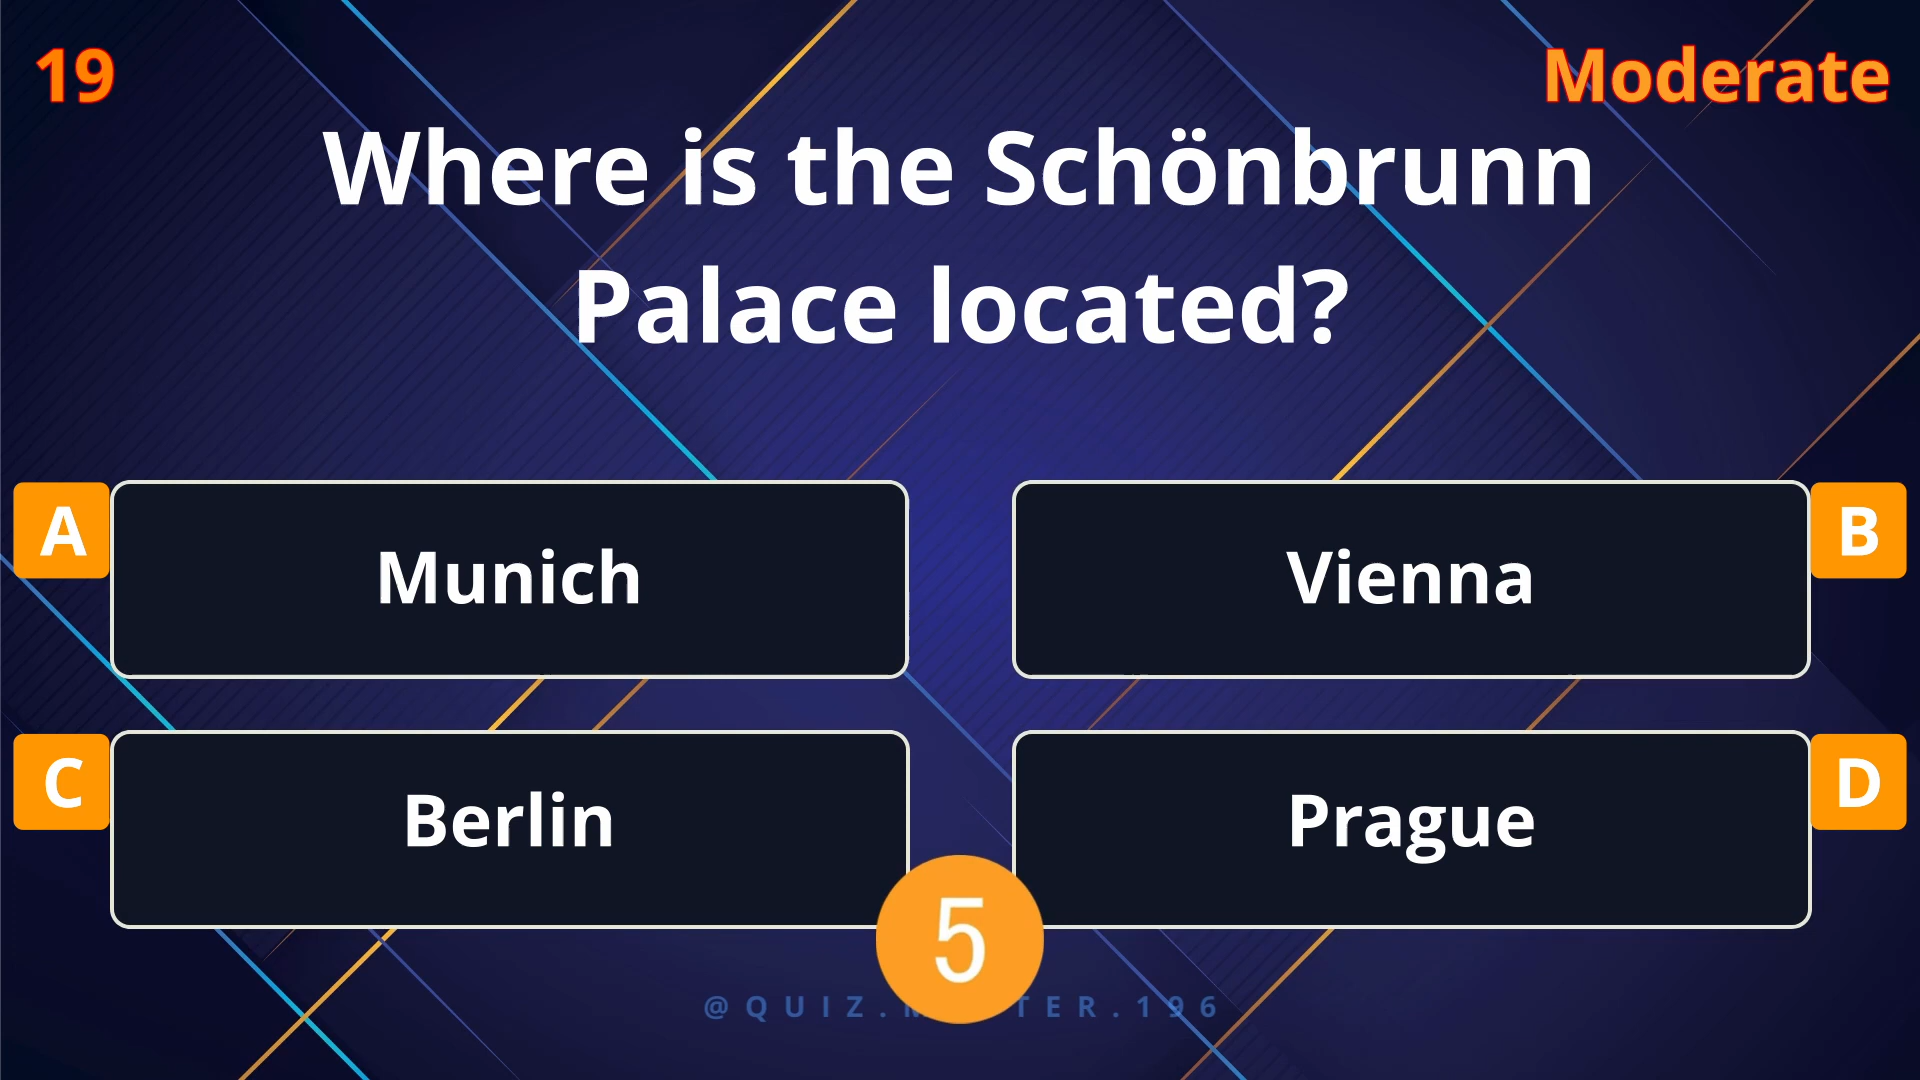 19
Moderate
Where is the Schönbrunn
Palace located?
A
Munich
Vienna
B
C
Berlin
Prague
D
5